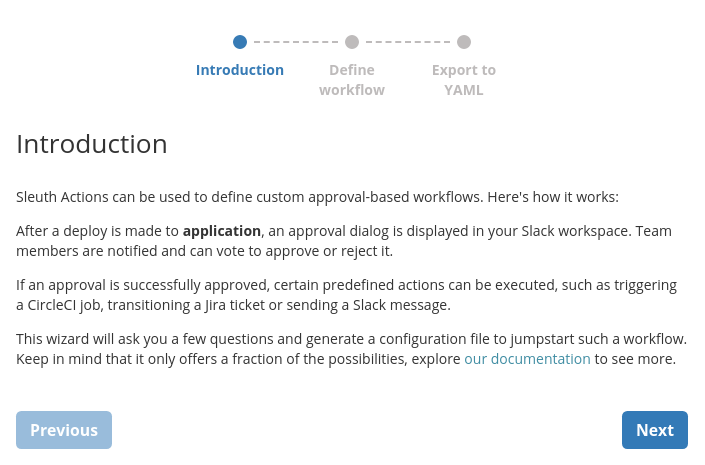 Introduction
Define
workflow
Export to
YAML
Introduction
Sleuth Actions can be used to define custom approval-based workflows. Here's how it works:
After a deploy is made to application, an approval dialog is displayed in your Slack workspace. Team
members are notified and can vote to approve or reject it.
If an approval is successfully approved, certain predefined actions can be executed, such as triggering
a CircleCI job, transitioning a Jira ticket or sending a Slack message.
This wizard will ask you a few questions and generate a configuration file to jumpstart such a workflow.
Keep in mind that it only offers a fraction of the possibilities, explore our documentation to see more.
Previous
Next